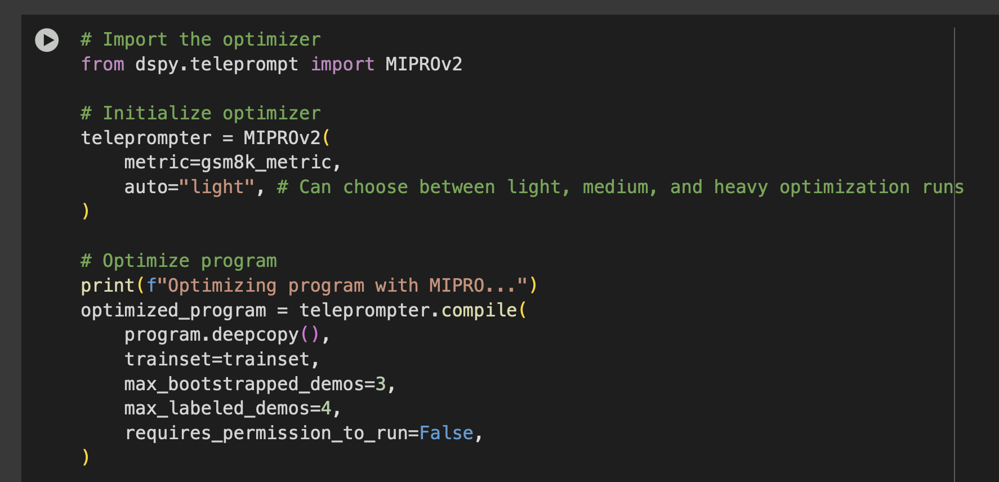 # Import the optimizer
from dspy.teleprompt import MIPROv2
# Initialize optimizer
teleprompter = MIPROv2(
    metric=gsm8k_metric,
    auto="light", # Can choose between light, medium, and heavy optimization runs
)
# Optimize program
print(f"Optimizing program with MIPRO...")
optimized_program = teleprompter.compile(
    program.deepcopy(),
    trainset=trainset,
    max_bootstrapped_demos=3,
    max_labeled_demos=4,
    requires_permission_to_run=False,
)